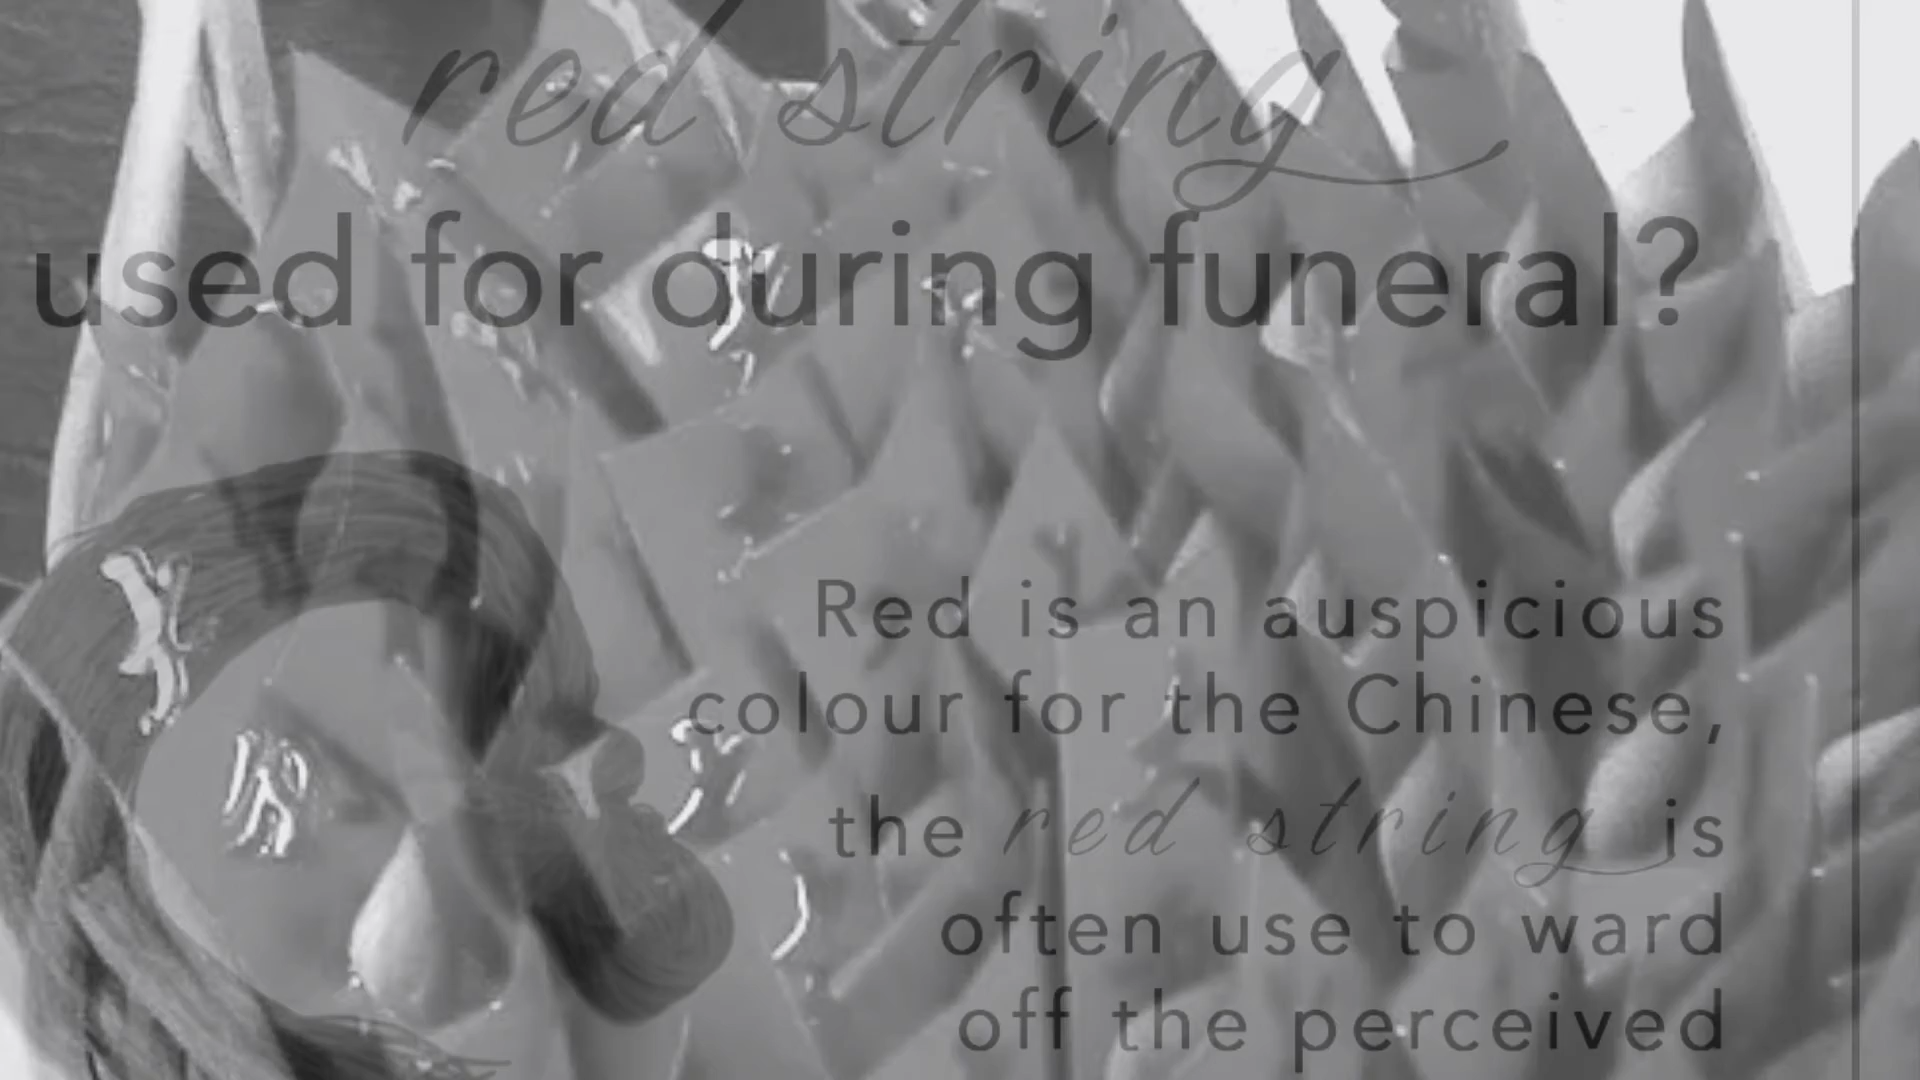 red string
used for during funeral?
Red is an auspicious
colour for the Chinese,
the red string is
often use to ward
off the perceived